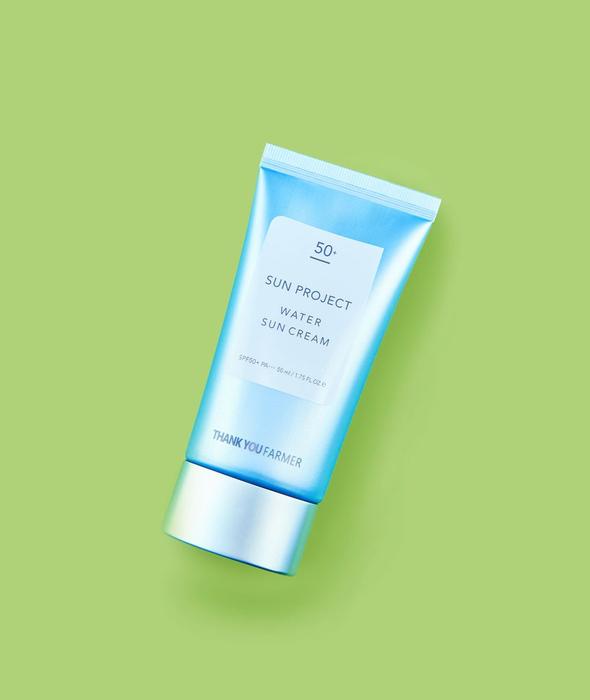 50+
SUN PROJECT
WATER
SUN CREAM
SPF50+ PA+++ 50 ml / 1.75 FL.OZ. ℮
THANK YOU FARMER